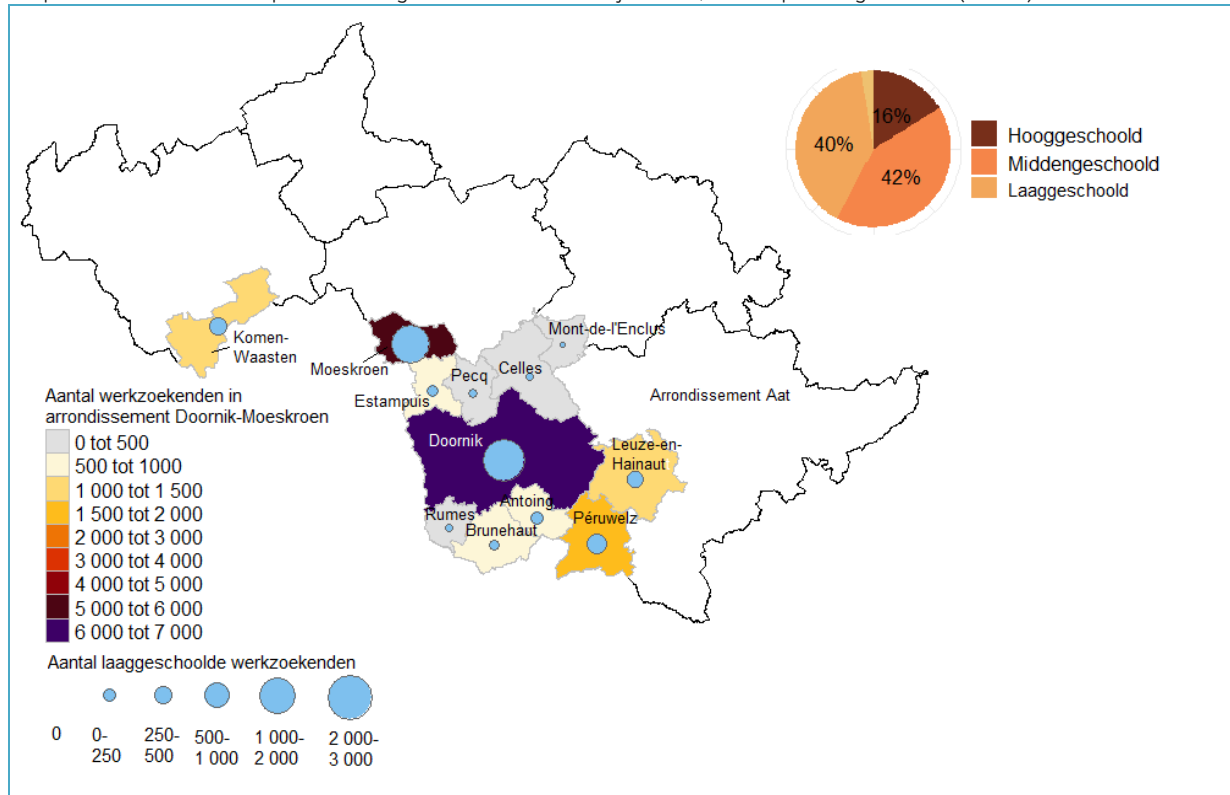 16%
40%
42%
Hooggeschoold
Middengeschoold
Laaggeschoold
Komen-
Waasten
Moeskroen
Mont-de-l'Enclus
Celles
Pecq
Estampuis
Arrondissement Aat
Doornik
Leuze-en-
Hainaut
Antoing
Rumes
Brunehaut
Péruwelz
Aantal werkzoekenden in
arrondissement Doornik-Moeskroen
0 tot 500
500 tot 1000
1 000 tot 1 500
1 500 tot 2 000
2 000 tot 3 000
3 000 tot 4 000
4 000 tot 5 000
5 000 tot 6 000
6 000 tot 7 000
Aantal laaggeschoolde werkzoekenden
0
0-
250
250-
500
500-
1 000
1 000-
2 000
2 000-
3 000